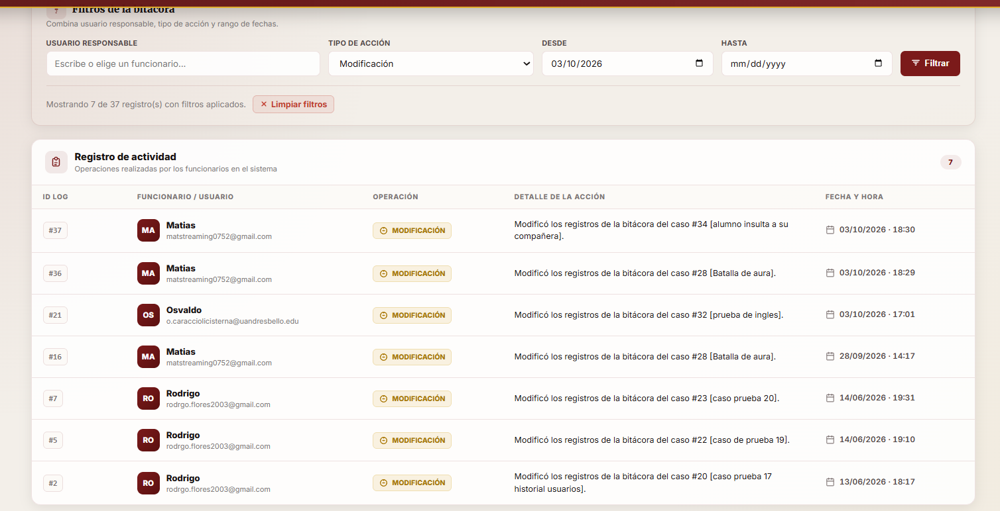 Filtros de la bitácora
Combina usuario responsable, tipo de acción y rango de fechas.
USUARIO RESPONSABLE
TIPO DE ACCIÓN
DESDE
HASTA
Escribe o elige un funcionario...
Modificación
03/10/2026
mm/dd/yyyy
Filtrar
Mostrando 7 de 37 registro(s) con filtros aplicados.
Limpiar filtros
Registro de actividad
Operaciones realizadas por los funcionarios en el sistema
7
ID LOG
FUNCIONARIO / USUARIO
OPERACIÓN
DETALLE DE LA ACCIÓN
FECHA Y HORA
#37
MA
Matias
matstreaming0752@gmail.com
MODIFICACIÓN
Modificó los registros de la bitácora del caso #34 [alumno insulta a su
compañera].
03/10/2026 · 18:30
#36
MA
Matias
matstreaming0752@gmail.com
MODIFICACIÓN
Modificó los registros de la bitácora del caso #28 [Batalla de aura].
03/10/2026 · 18:29
#21
OS
Osvaldo
o.caracciolicisterna@uandresbello.edu
MODIFICACIÓN
Modificó los registros de la bitácora del caso #32 [prueba de ingles].
03/10/2026 · 17:01
#16
MA
Matias
matstreaming0752@gmail.com
MODIFICACIÓN
Modificó los registros de la bitácora del caso #28 [Batalla de aura].
28/09/2026 · 14:17
#7
RO
Rodrigo
rodrgo.flores2003@gmail.com
MODIFICACIÓN
Modificó los registros de la bitácora del caso #23 [caso prueba 20].
14/06/2026 · 19:31
#5
RO
Rodrigo
rodrgo.flores2003@gmail.com
MODIFICACIÓN
Modificó los registros de la bitácora del caso #22 [caso de prueba 19].
14/06/2026 · 19:10
#2
RO
Rodrigo
rodrgo.flores2003@gmail.com
MODIFICACIÓN
Modificó los registros de la bitácora del caso #20 [caso prueba 17
historial usuarios].
13/06/2026 · 18:17